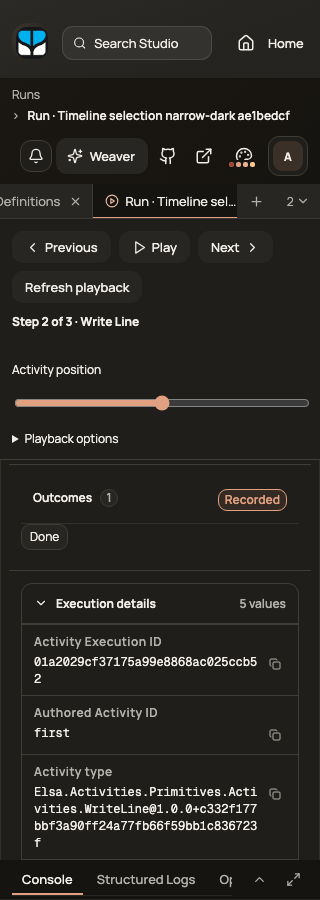 Search Studio
Home
Runs
› Run · Timeline selection narrow-dark ae1bedcf
Weaver
A
Definitions ×
Run · Timeline sel...
+
2
Previous
Play
Next
Refresh playback
Step 2 of 3 · Write Line
Activity position
Playback options
Outcomes 1
Recorded
Done
Execution details
5 values
Activity Execution ID
01a2029cf37175a99e8868ac025ccb5
2
Authored Activity ID
first
Activity type
Elsa.Activities.Primitives.Acti
vities.WriteLine@1.0.0+c332f177
bbf3a90ff24a77fb66f59bb1c836723
f
Console
Structured Logs